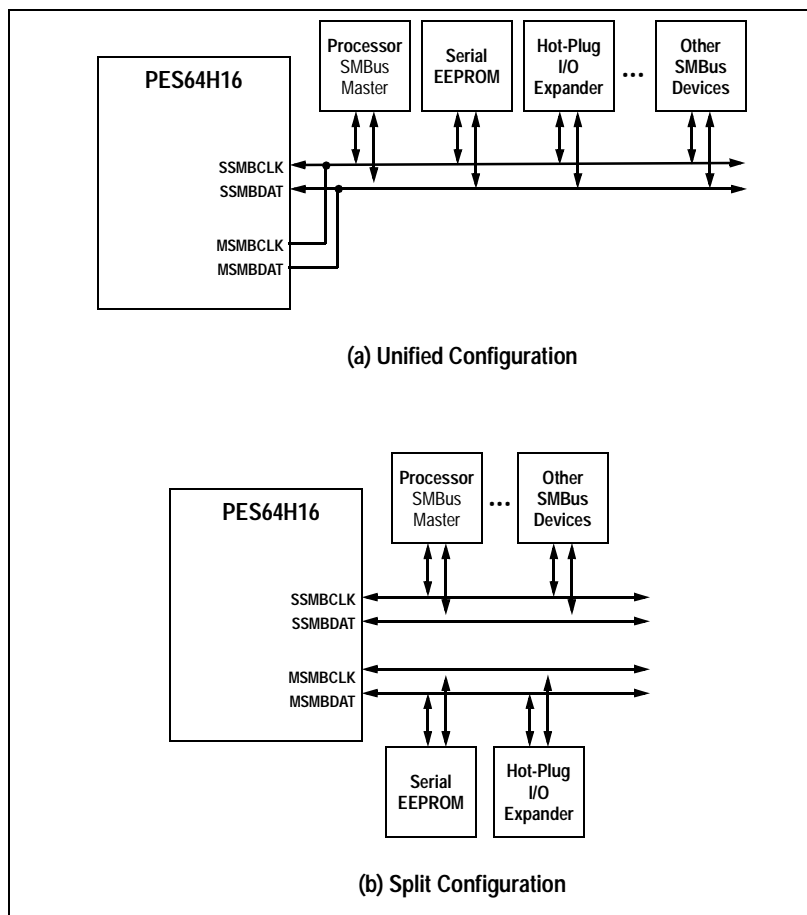 PES64H16
Processor
SMBus
Master
Serial
EEPROM
Hot-Plug
I/O
Expander
...
Other
SMBus
Devices
SSMBCLK
SSMBDAT
MSMBCLK
MSMBDAT
(a) Unified Configuration
PES64H16
Processor
SMBus
Master
...
Other
SMBus
Devices
SSMBCLK
SSMBDAT
MSMBCLK
MSMBDAT
Serial
EEPROM
Hot-Plug
I/O
Expander
(b) Split Configuration